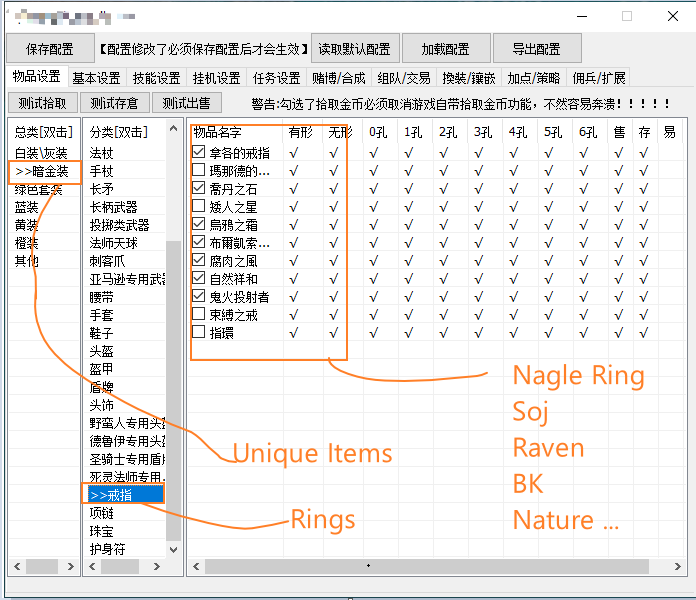 保存配置 【配置修改了必须保存配置后才会生效】 读取默认配置 加载配置 导出配置
物品设置 基本设置 技能设置 挂机设置 任务设置 赌博/合成 组队/交易 換装/鑲嵌 加点/策略 佣兵/扩展
测试拾取 测试存倉 测试出售 警告:勾选了拾取金币必须取消游戏自带拾取金币功能，不然容易奔溃！！！！！
总类[双击]
白装\灰装
>>暗金装
绿色套装
蓝装
黄装
橙装
其他
分类[双击]
法杖
手杖
长矛
长柄武器
投掷类武器
法师天球
刺客爪
亚马逊专用武器
腰带
手套
鞋子
头盔
盔甲
盾牌
头饰
野蛮人专用头盔
德鲁伊专用头盔
圣骑士专用盾牌
死灵法师专用.
>>戒指
项链
珠宝
护身符
物品名字 有形 无形 0孔 1孔 2孔 3孔 4孔 5孔 6孔 售 存 易
拿各的戒指 √ √ √ √ √ √ √ √ √ √ √
瑪那德的... √ √ √ √ √ √ √ √ √ √ √
喬丹之石 √ √ √ √ √ √ √ √ √ √ √
矮人之星 √ √ √ √ √ √ √ √ √ √ √
烏鴉之霜 √ √ √ √ √ √ √ √ √ √ √
布爾凱索... √ √ √ √ √ √ √ √ √ √ √
腐肉之風 √ √ √ √ √ √ √ √ √ √ √
自然祥和 √ √ √ √ √ √ √ √ √ √ √
鬼火投射者 √ √ √ √ √ √ √ √ √ √ √
束縛之戒 √ √ √ √ √ √ √ √ √ √ √
指環 √ √ √ √ √ √ √ √ √ √ √
Unique Items
Rings
Nagle Ring
Soj
Raven
BK
Nature ...